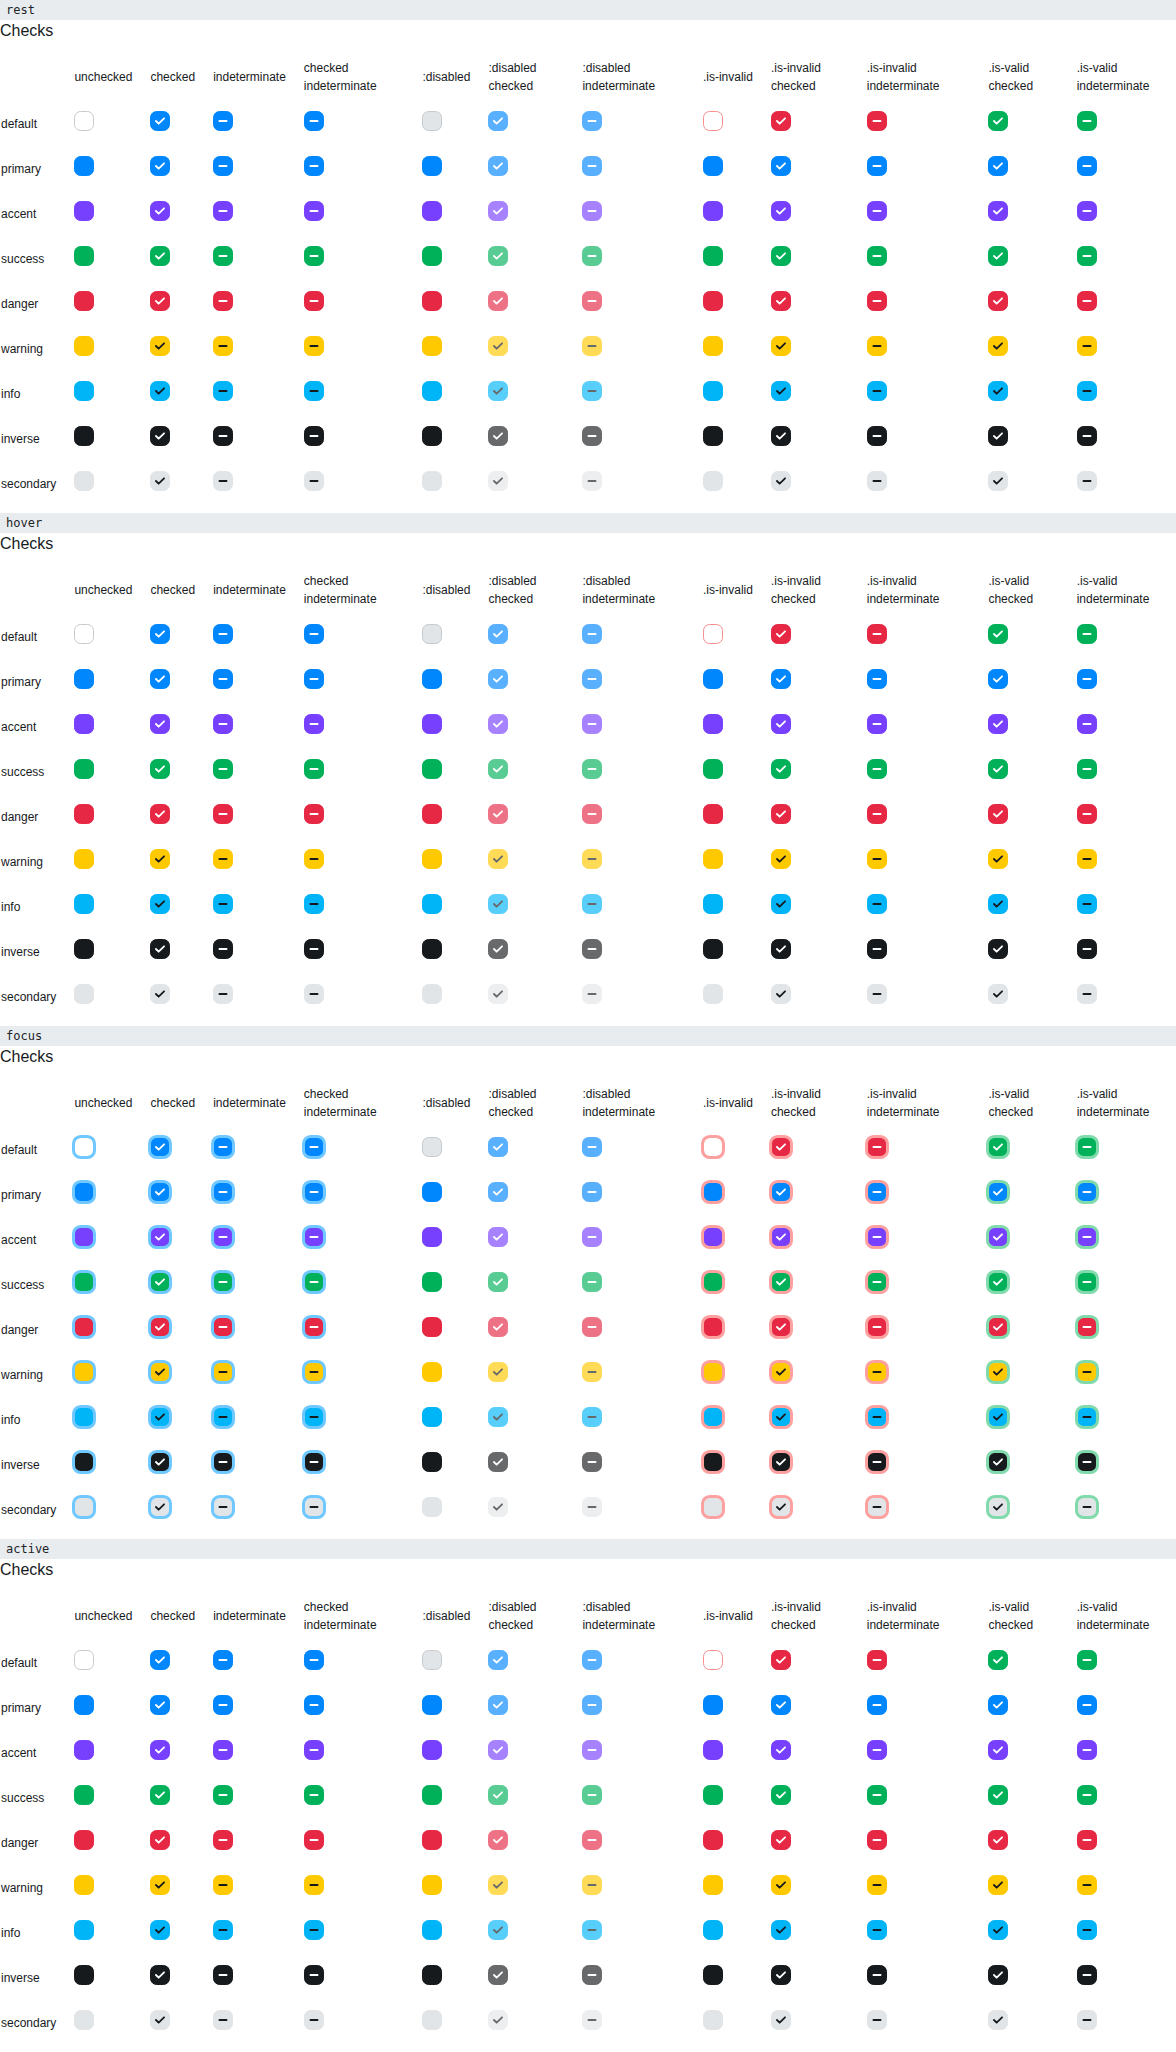 rest
Checks
unchecked checked indeterminate checked indeterminate :disabled :disabled checked :disabled indeterminate .is-invalid .is-invalid checked .is-invalid indeterminate .is-valid checked .is-valid indeterminate
default
primary
accent
success
danger
warning
info
inverse
secondary
hover
Checks
unchecked checked indeterminate checked indeterminate :disabled :disabled checked :disabled indeterminate .is-invalid .is-invalid checked .is-invalid indeterminate .is-valid checked .is-valid indeterminate
default
primary
accent
success
danger
warning
info
inverse
secondary
focus
Checks
unchecked checked indeterminate checked indeterminate :disabled :disabled checked :disabled indeterminate .is-invalid .is-invalid checked .is-invalid indeterminate .is-valid checked .is-valid indeterminate
default
primary
accent
success
danger
warning
info
inverse
secondary
active
Checks
unchecked checked indeterminate checked indeterminate :disabled :disabled checked :disabled indeterminate .is-invalid .is-invalid checked .is-invalid indeterminate .is-valid checked .is-valid indeterminate
default
primary
accent
success
danger
warning
info
inverse
secondary